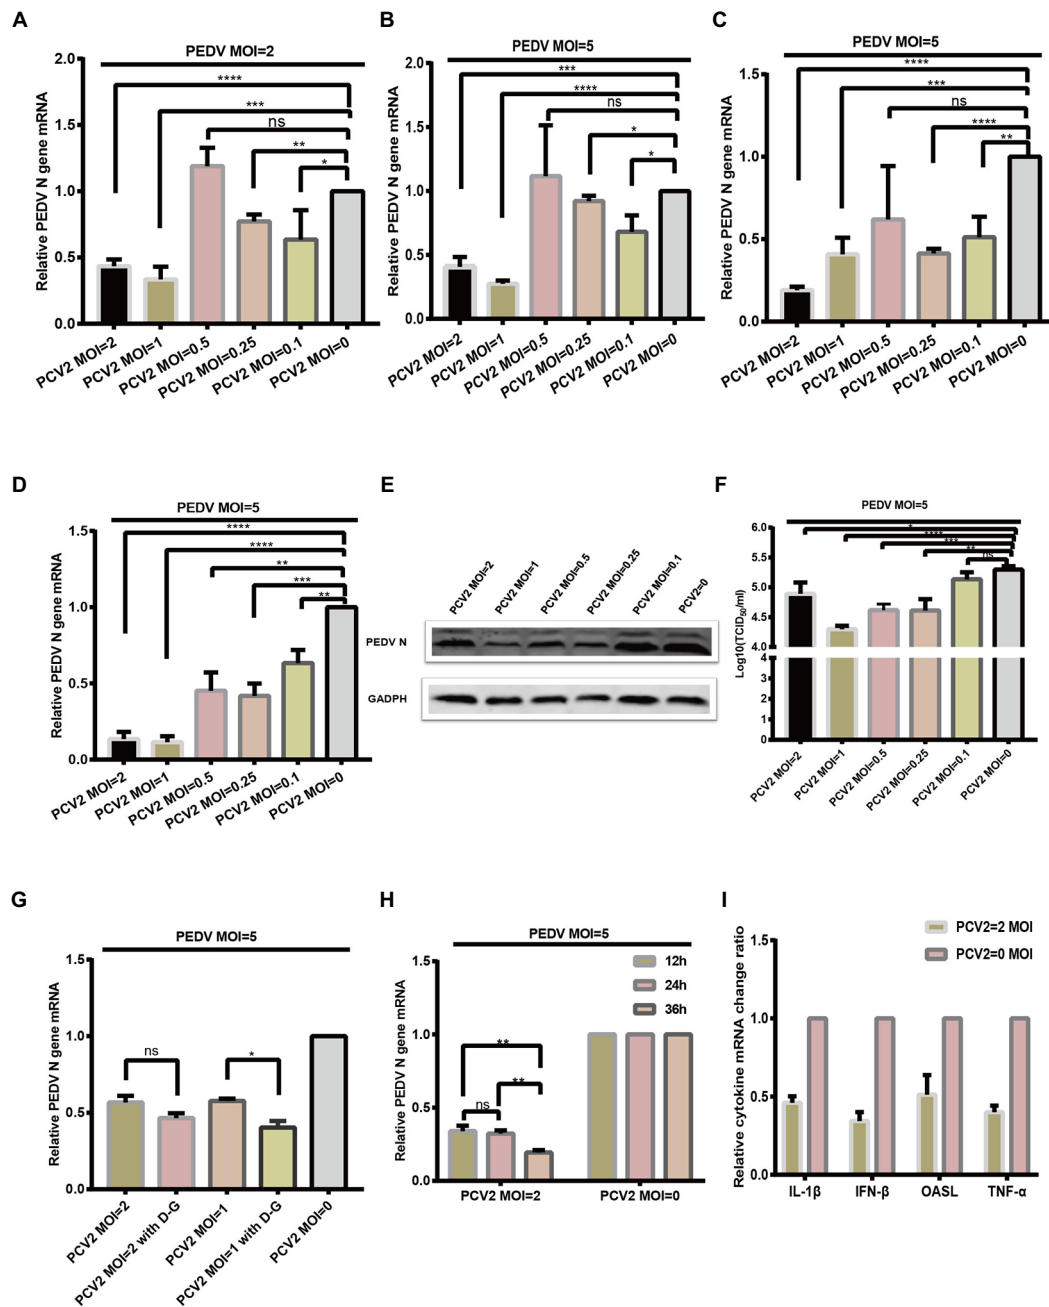 A
PEDV MOI=2
Relative PEDV N gene mRNA
2.0
1.5
1.0
0.5
0.0
****
***
ns
**
*
PCV2 MOI=2
PCV2 MOI=1
PCV2 MOI=0.5
PCV2 MOI=0.25
PCV2 MOI=0.1
PCV2 MOI=0
B
PEDV MOI=5
Relative PEDV N gene mRNA
2.0
1.5
1.0
0.5
0.0
***
****
ns
*
*
PCV2 MOI=2
PCV2 MOI=1
PCV2 MOI=0.5
PCV2 MOI=0.25
PCV2 MOI=0.1
PCV2 MOI=0
C
PEDV MOI=5
Relative PEDV N gene mRNA
1.5
1.0
0.5
0.0
****
***
ns
****
**
PCV2 MOI=2
PCV2 MOI=1
PCV2 MOI=0.5
PCV2 MOI=0.25
PCV2 MOI=0.1
PCV2 MOI=0
D
PEDV MOI=5
Relative PEDV N gene mRNA
1.5
1.0
0.5
0.0
****
****
**
***
**
PCV2 MOI=2
PCV2 MOI=1
PCV2 MOI=0.5
PCV2 MOI=0.25
PCV2 MOI=0.1
PCV2 MOI=0
E
PCV2 MOI=2
PCV2 MOI=1
PCV2 MOI=0.5
PCV2 MOI=0.25
PCV2 MOI=0.1
PCV2=0
PEDV N
GADPH
F
PEDV MOI=5
Log10(TCID50/ml)
6.0
5.5
5.0
4.5
4.0
4
3
2
1
0
*
****
***
**
ns
PCV2 MOI=2
PCV2 MOI=1
PCV2 MOI=0.5
PCV2 MOI=0.25
PCV2 MOI=0.1
PCV2 MOI=0
G
PEDV MOI=5
Relative PEDV N gene mRNA
1.5
1.0
0.5
0.0
ns
*
PCV2 MOI=2
PCV2 MOI=2 with D-G
PCV2 MOI=1
PCV2 MOI=1 with D-G
PCV2 MOI=0
H
PEDV MOI=5
Relative PEDV N gene mRNA
1.5
1.0
0.5
0.0
12h
24h
36h
**
**
ns
PCV2 MOI=2
PCV2 MOI=0
I
PCV2=2 MOI
PCV2=0 MOI
Relative cytokine mRNA change ratio
1.5
1.0
0.5
0.0
IL-1β
IFN-β
OASL
TNF-α